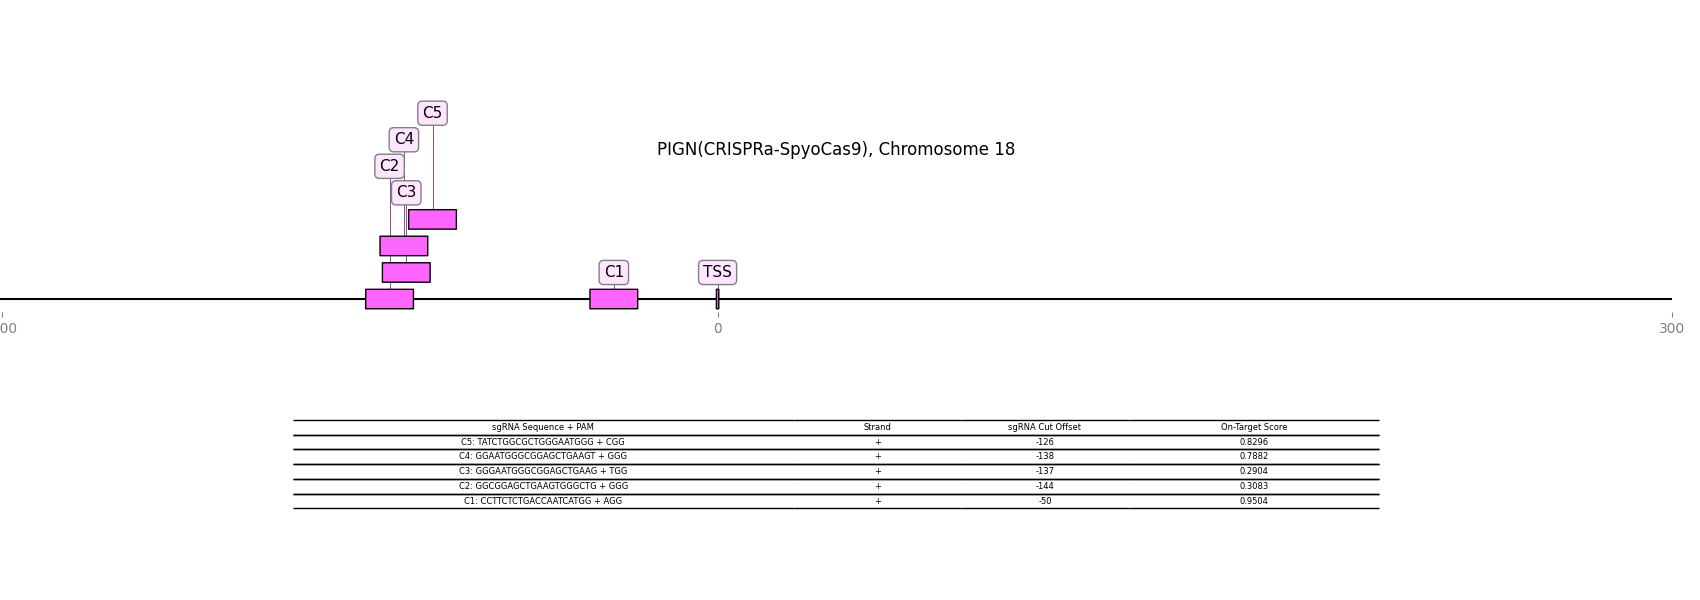 C5
C4
PIGN(CRISPRa-SpyoCas9), Chromosome 18
C2
C3
C1
TSS
00 0 300
sgRNA Sequence + PAM Strand sgRNA Cut Offset On-Target Score
C5: TATCTGGCGCTGGGAATGGG + CGG + -126 0.8296
C4: GGAATGGGCGGAGCTGAAGT + GGG + -138 0.7882
C3: GGGAATGGGCGGAGCTGAAG + TGG + -137 0.2904
C2: GGCGGAGCTGAAGTGGGCTG + GGG + -144 0.3083
C1: CCTTCTCTGACCAATCATGG + AGG + -50 0.9504